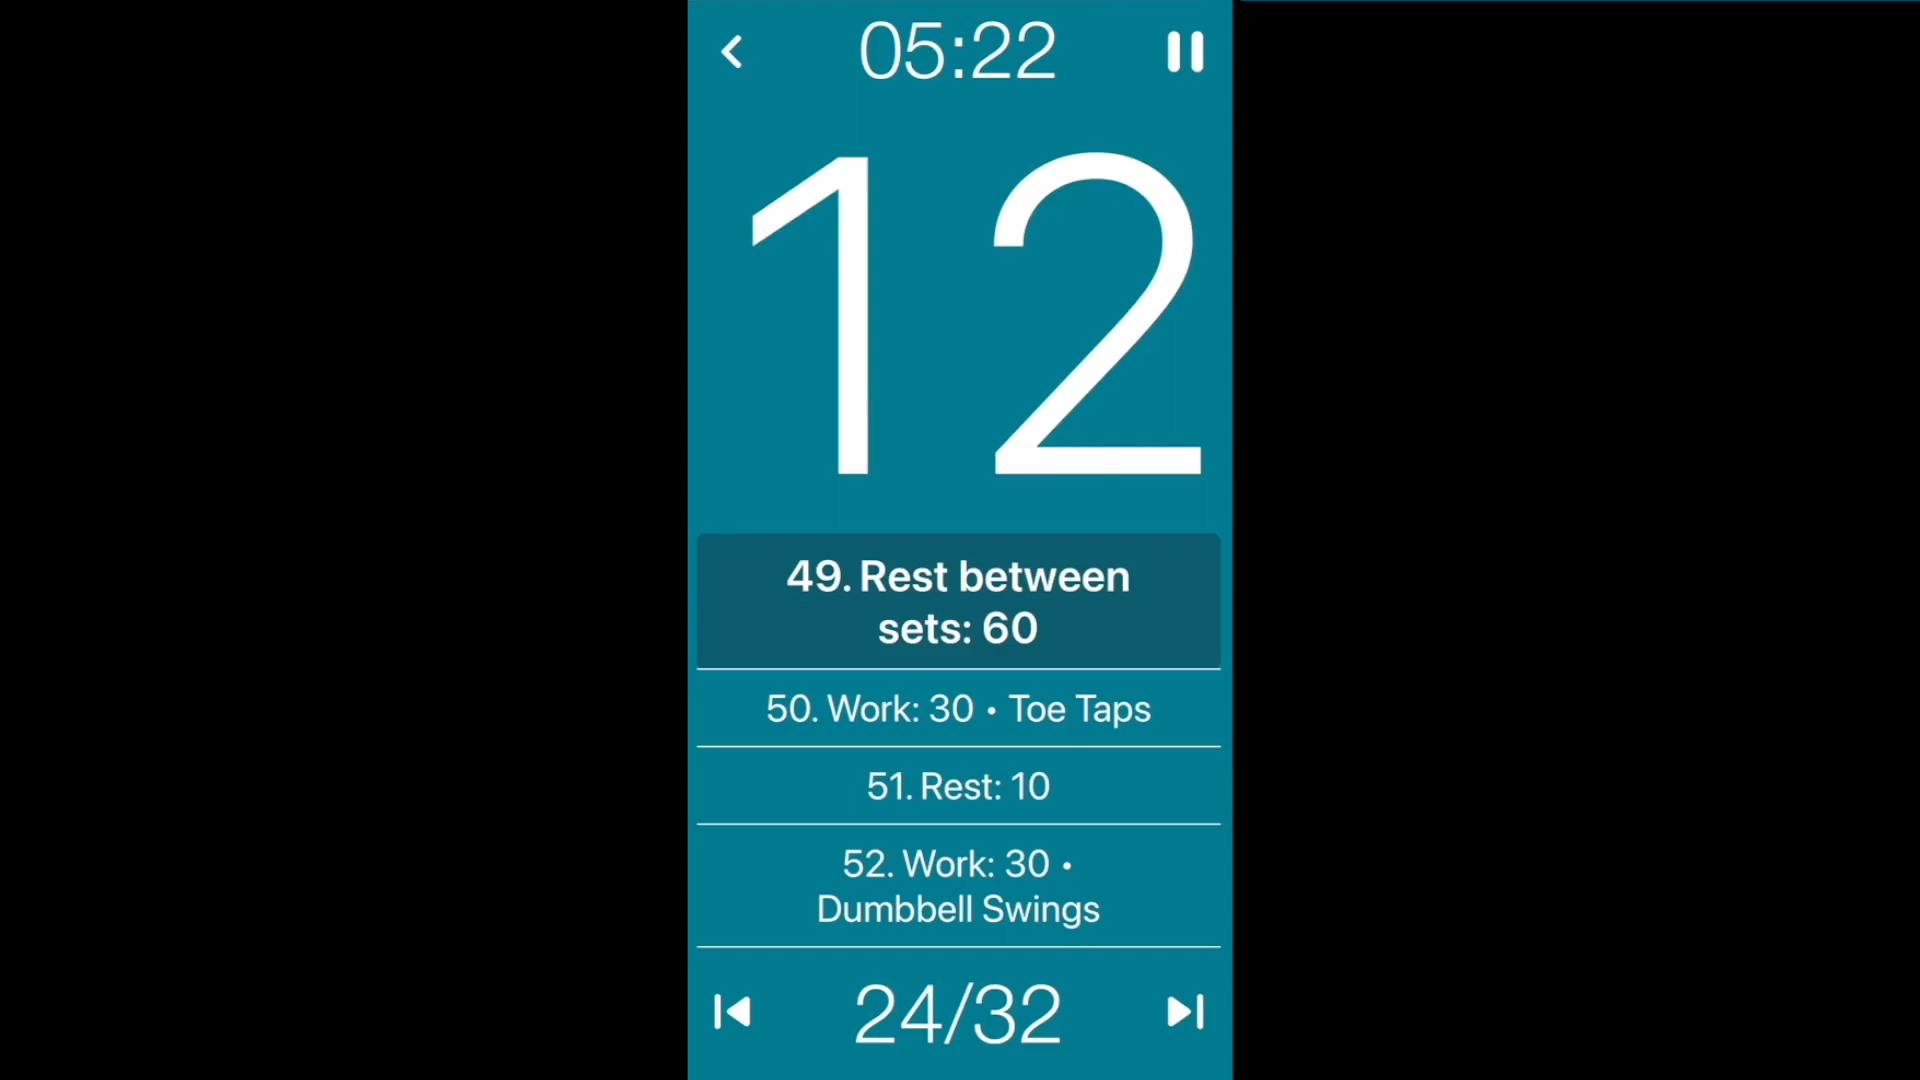 05:22
12
49. Rest between
sets: 60
50. Work: 30 • Toe Taps
51. Rest: 10
52. Work: 30 •
Dumbbell Swings
24/32